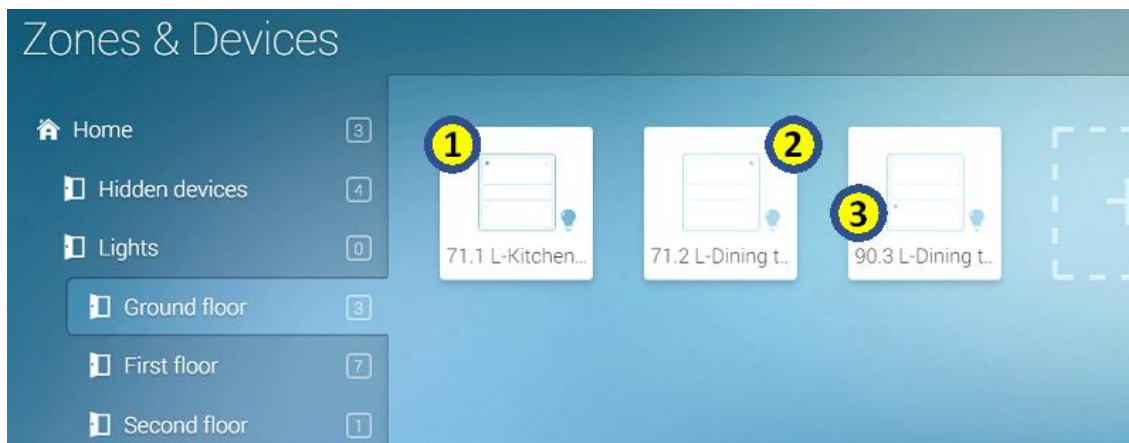 Zones & Devices
Home 3
Hidden devices 4
Lights 0
Ground floor 3
First floor 7
Second floor 1
1
2
3
71.1 L-Kitchen...
71.2 L-Dining t..
90.3 L-Dining t..